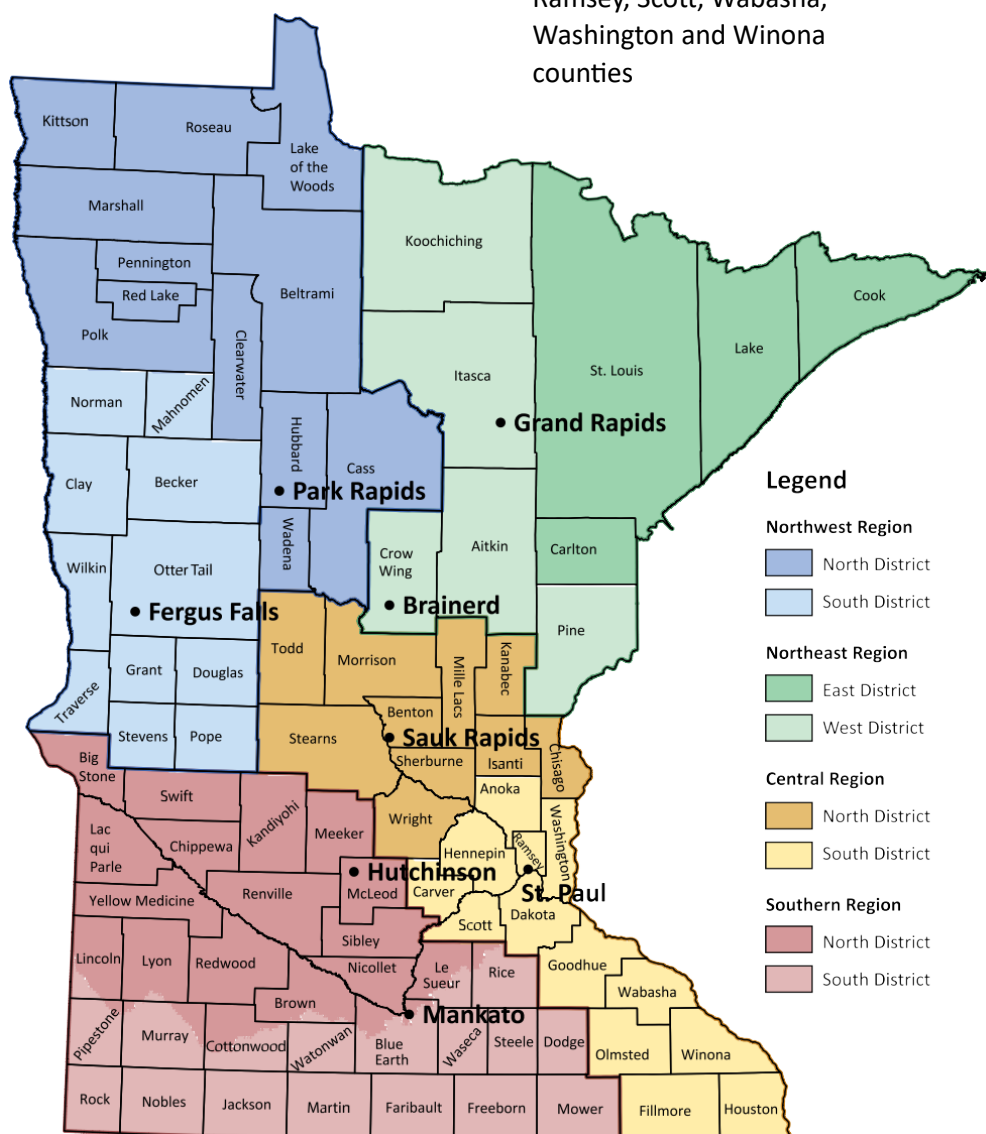 Ramsey, Scott, Wabasha,
Washington and Winona
counties
Kittson
Roseau
Lake
of the
Woods
Marshall
Koochiching
Pennington
Beltrami
Red Lake
Cook
Polk
Clearwater
Lake
St. Louis
Itasca
Norman
Mahnomen
Hubbard
Grand Rapids
Cass
Clay
Becker
Park Rapids
Wadena
Aitkin
Carlton
Crow
Wing
Wilkin
Otter Tail
Fergus Falls
Brainerd
Pine
Todd
Morrison
Mille Lacs
Kanabec
Grant
Douglas
Traverse
Benton
Stevens
Pope
Stearns
Sauk Rapids
Sherburne
Isanti
Chisago
Big
Stone
Swift
Kandiyohi
Anoka
Wright
Meeker
Washington
Lac
qui
Parle
Chippewa
Hennepin
Ramsey
Hutchinson
McLeod
Carver
St. Paul
Renville
Yellow Medicine
Scott
Dakota
Sibley
Lincoln
Lyon
Redwood
Nicollet
Le
Sueur
Rice
Goodhue
Wabasha
Brown
Mankato
Pipestone
Murray
Cottonwood
Watonwan
Blue
Earth
Waseca
Steele
Dodge
Olmsted
Winona
Rock
Nobles
Jackson
Martin
Faribault
Freeborn
Mower
Fillmore
Houston
Legend
Northwest Region
North District
South District
Northeast Region
East District
West District
Central Region
North District
South District
Southern Region
North District
South District